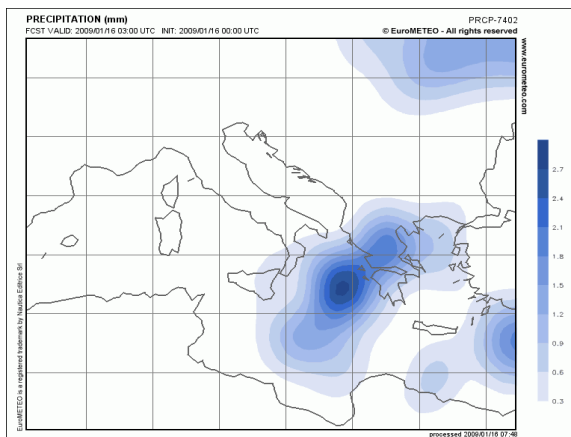 PRECIPITATION (mm)
PRCP-7402
FCST VALID: 2009/01/16 03:00 UTC INIT: 2009/01/16 00:00 UTC
© EuroMETEO - All rights reserved
www.eurometeo.com
2.7
2.4
2.1
1.8
1.5
1.2
0.9
0.6
0.3
EuroMETEO is a registered trademark by Nautica Editrice Srl
processed 2009/01/16 07:48